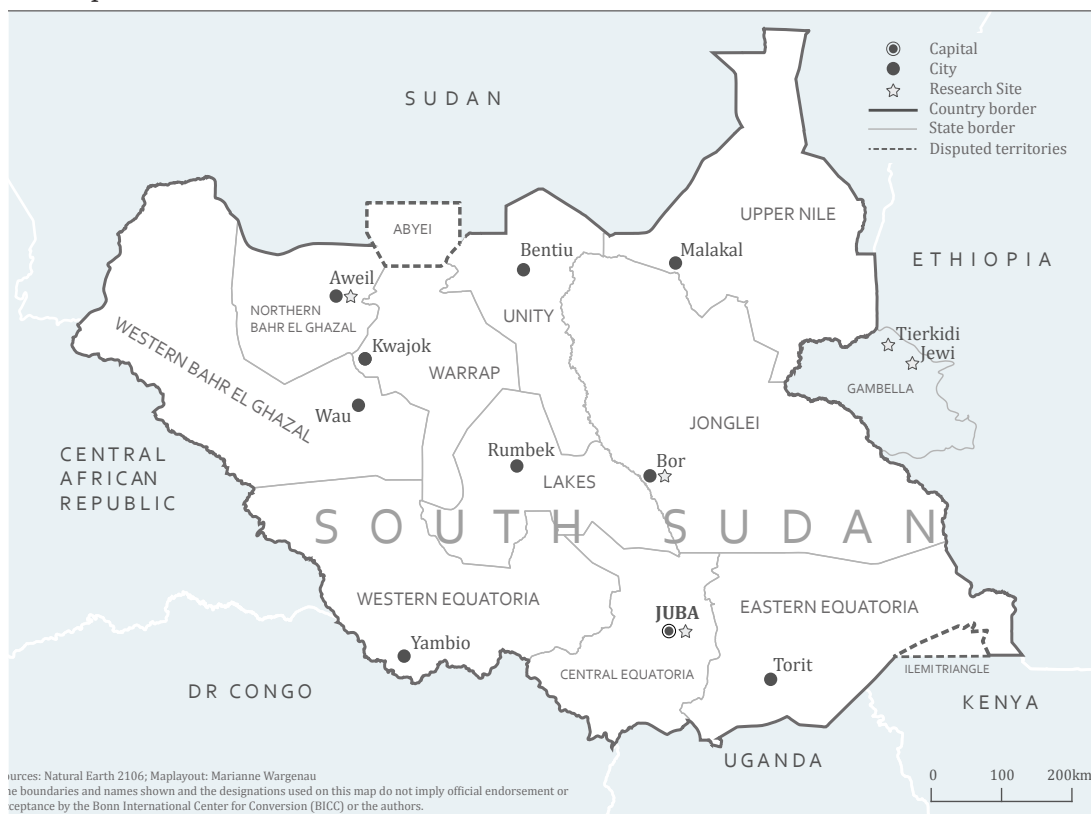 SUDAN
Capital
City
Research Site
Country border
State border
Disputed territories
UPPER NILE
ABYEI
Bentiu
Malakal
ETHIOPIA
Aweil
NORTHERN
BAHR EL GHAZAL
UNITY
Tierkidi
Jewi
Kwajok
WARRAP
GAMBELLA
WESTERN BAHR EL GHAZAL
Wau
JONGLEI
CENTRAL
AFRICAN
REPUBLIC
Rumbek
LAKES
Bor
SOUTH SUDAN
WESTERN EQUATORIA
JUBA
EASTERN EQUATORIA
Yambio
CENTRAL EQUATORIA
Torit
ILEMI TRIANGLE
DR CONGO
KENYA
UGANDA
ources: Natural Earth 2106; Maplayout: Marianne Wargenau
he boundaries and names shown and the designations used on this map do not imply official endorsement or
cceptance by the Bonn International Center for Conversion (BICC) or the authors.
0 100 200km